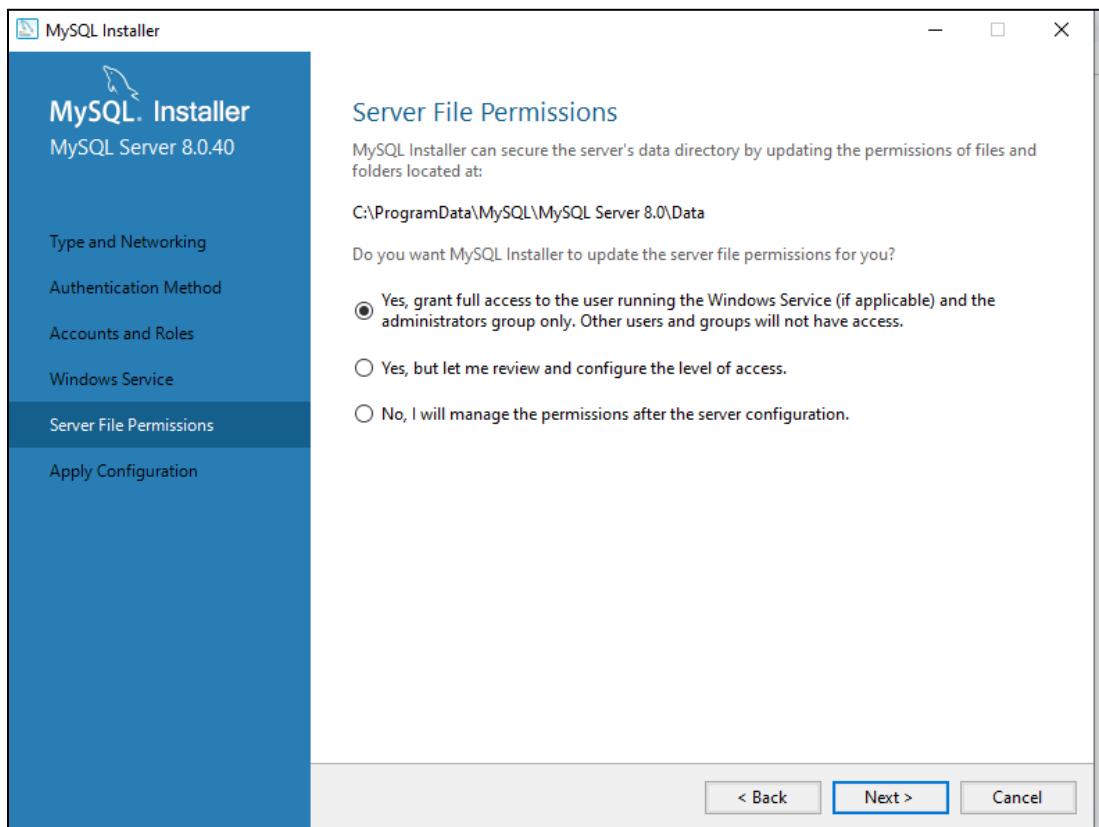 MySQL Installer
MySQL. Installer
MySQL Server 8.0.40
Type and Networking
Authentication Method
Accounts and Roles
Windows Service
Server File Permissions
Apply Configuration
Server File Permissions
MySQL Installer can secure the server's data directory by updating the permissions of files and
folders located at:
C:\ProgramData\MySQL\MySQL Server 8.0\Data
Do you want MySQL Installer to update the server file permissions for you?
Yes, grant full access to the user running the Windows Service (if applicable) and the
administrators group only. Other users and groups will not have access.
Yes, but let me review and configure the level of access.
No, I will manage the permissions after the server configuration.
< Back
Next >
Cancel